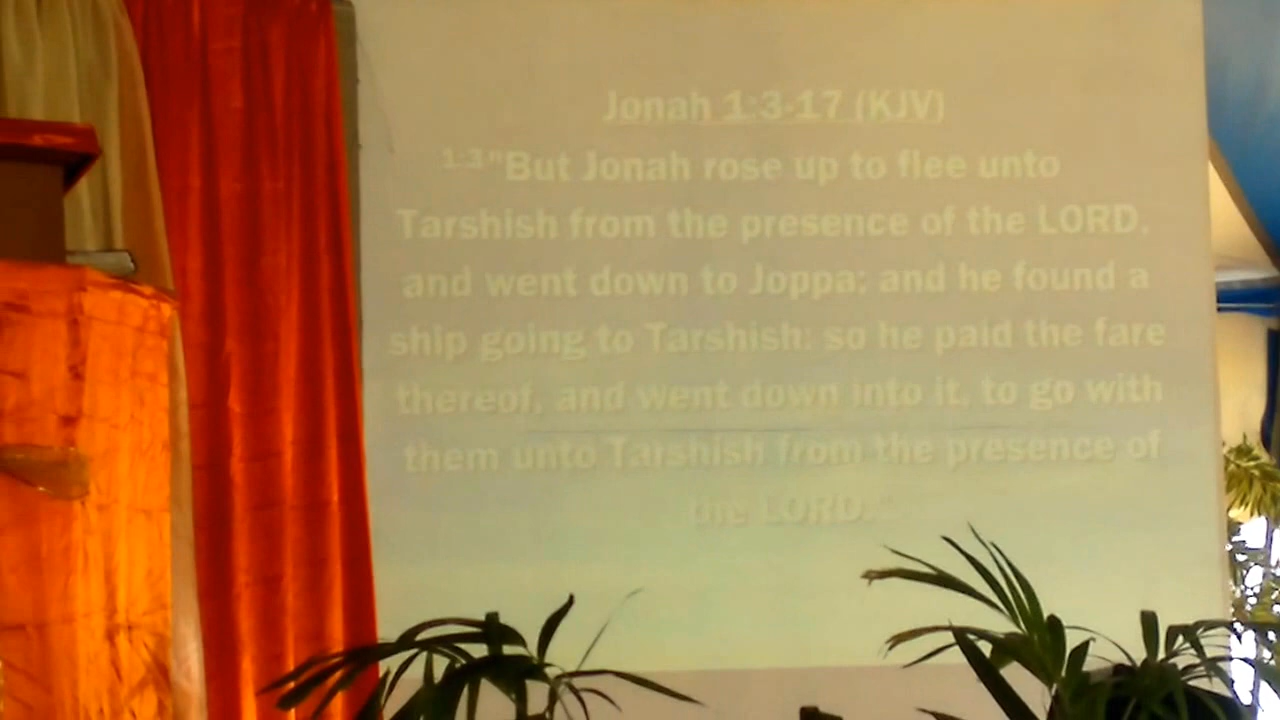 Jonah 1:3-17 (KJV)
1:3 "But Jonah rose up to flee unto
Tarshish from the presence of the LORD,
and went down to Joppa; and he found a
ship going to Tarshish: so he paid the fare
thereof, and went down into it, to go with
them unto Tarshish from the presence of
the LORD."